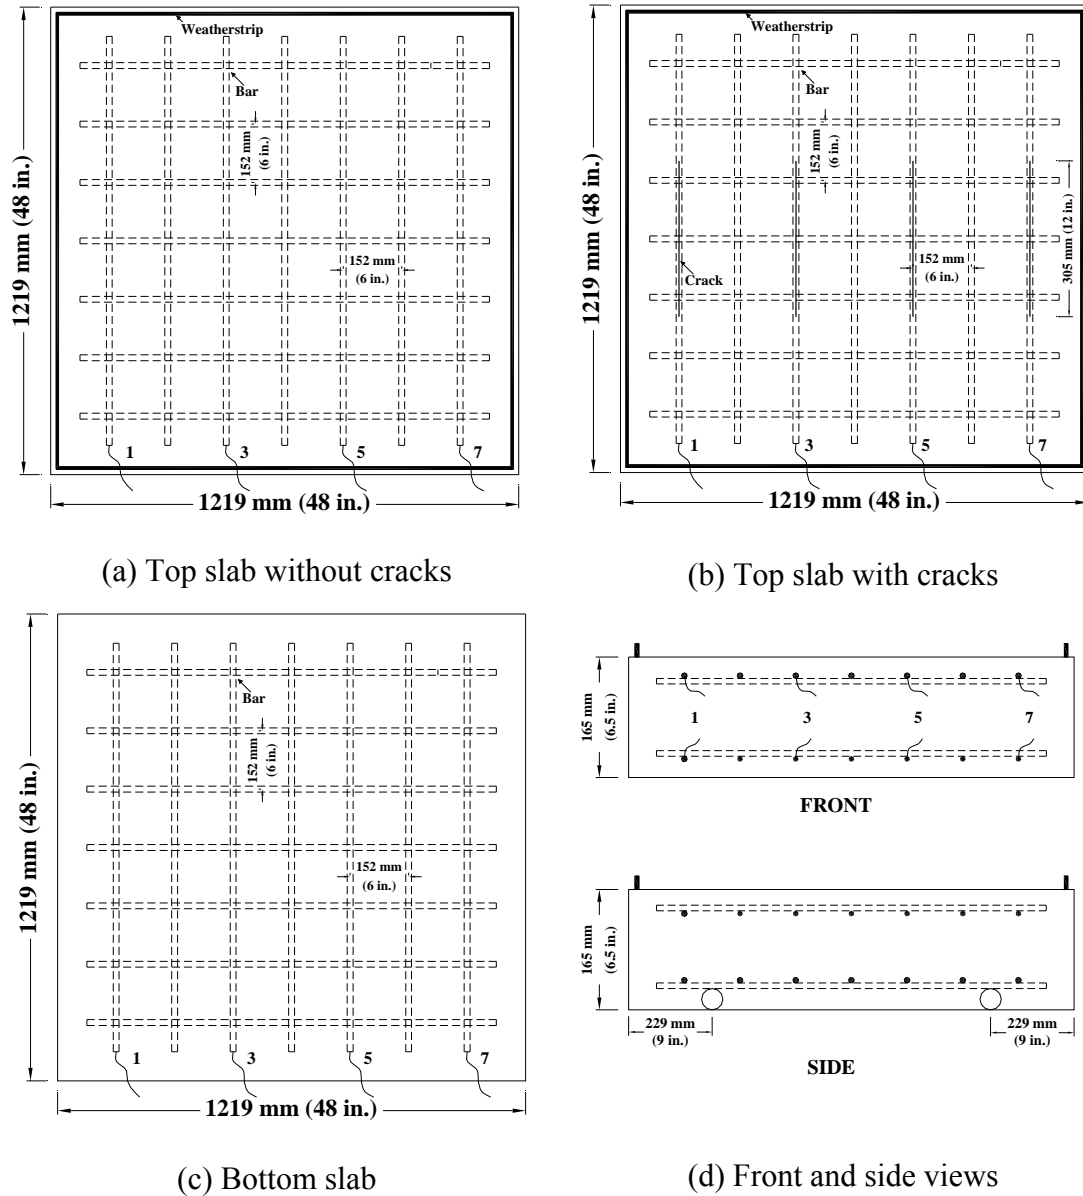 Weatherstrip
Bar
152 mm
(6 in.)
152 mm
(6 in.)
1219 mm (48 in.)
1
3
5
7
1219 mm (48 in.)
(a) Top slab without cracks
Weatherstrip
Bar
152 mm
(6 in.)
152 mm
(6 in.)
Crack
305 mm (12 in.)
1219 mm (48 in.)
1
3
5
7
1219 mm (48 in.)
(b) Top slab with cracks
Bar
152 mm
(6 in.)
152 mm
(6 in.)
1219 mm (48 in.)
1
3
5
7
1219 mm (48 in.)
(c) Bottom slab
165 mm
(6.5 in.)
1
3
5
7
FRONT
165 mm
(6.5 in.)
229 mm
(9 in.)
229 mm
(9 in.)
SIDE
(d) Front and side views